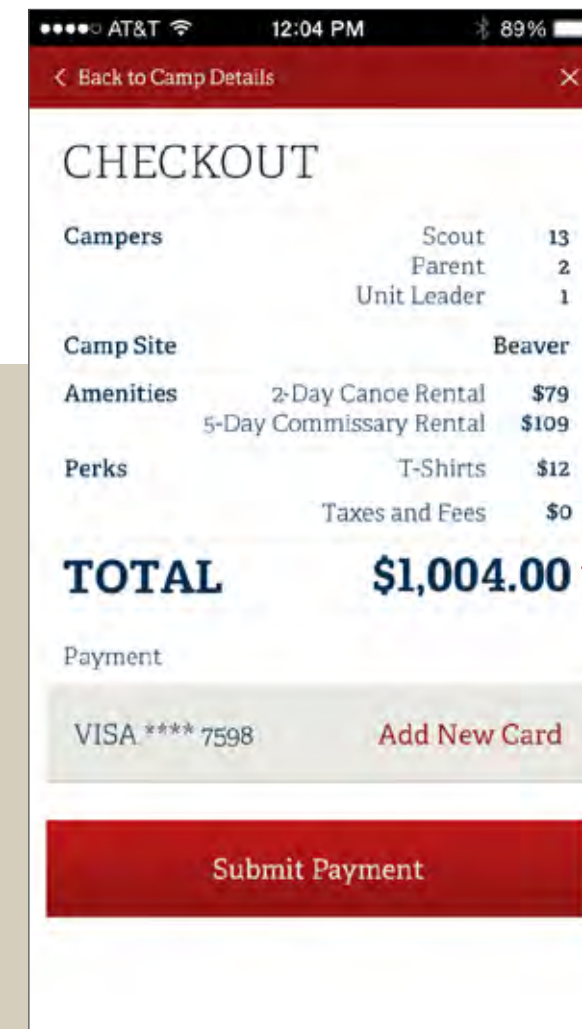 AT&T 12:04 PM 89%
< Back to Camp Details ×
CHECKOUT
Campers Scout 13
Parent 2
Unit Leader 1
Camp Site Beaver
Amenities 2-Day Canoe Rental $79
5-Day Commissary Rental $109
Perks T-Shirts $12
Taxes and Fees $0
TOTAL $1,004.00
Payment
VISA **** 7598 Add New Card
Submit Payment